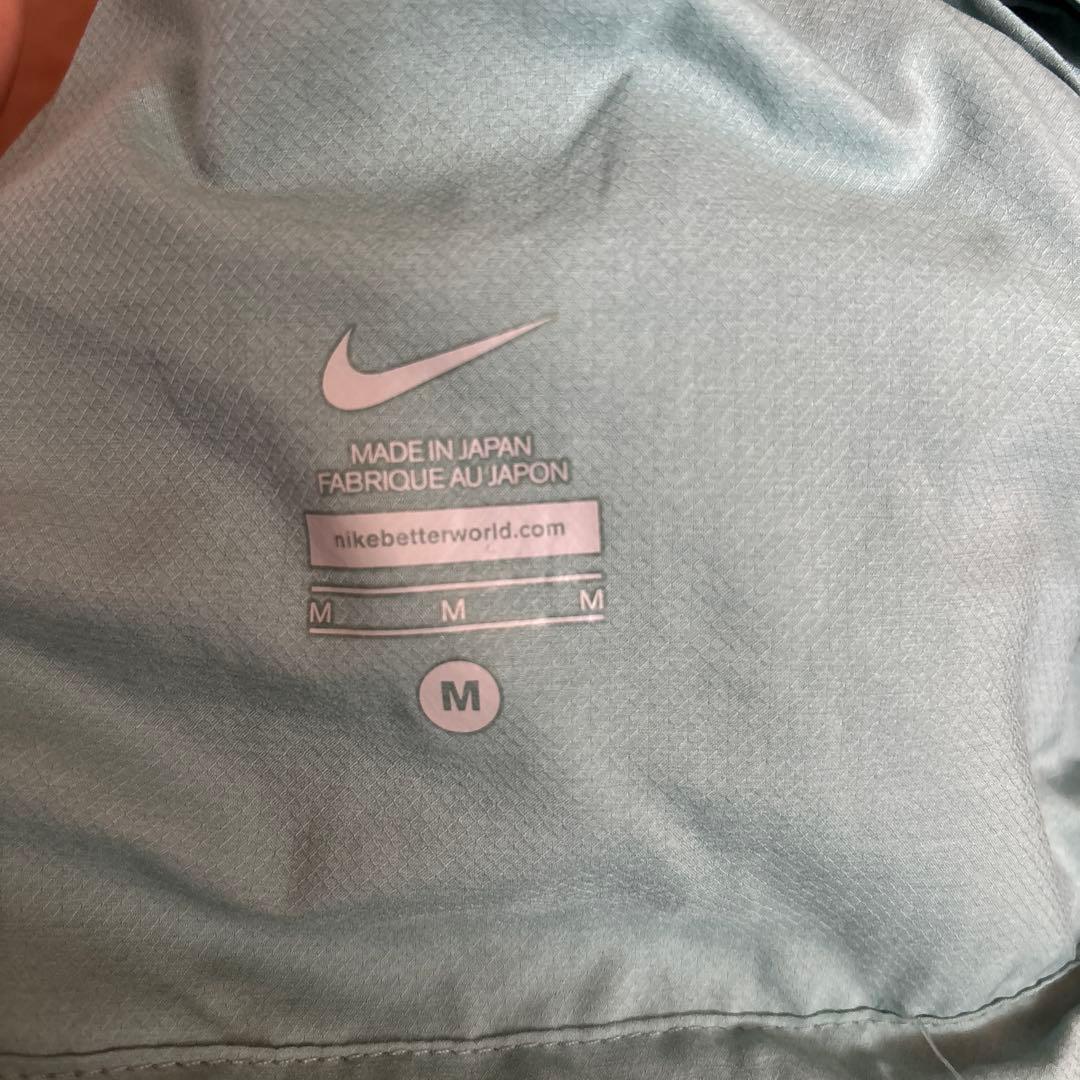 MADE IN JAPAN
FABRIQUE AU JAPON
nikebetterworld.com
M M M
M